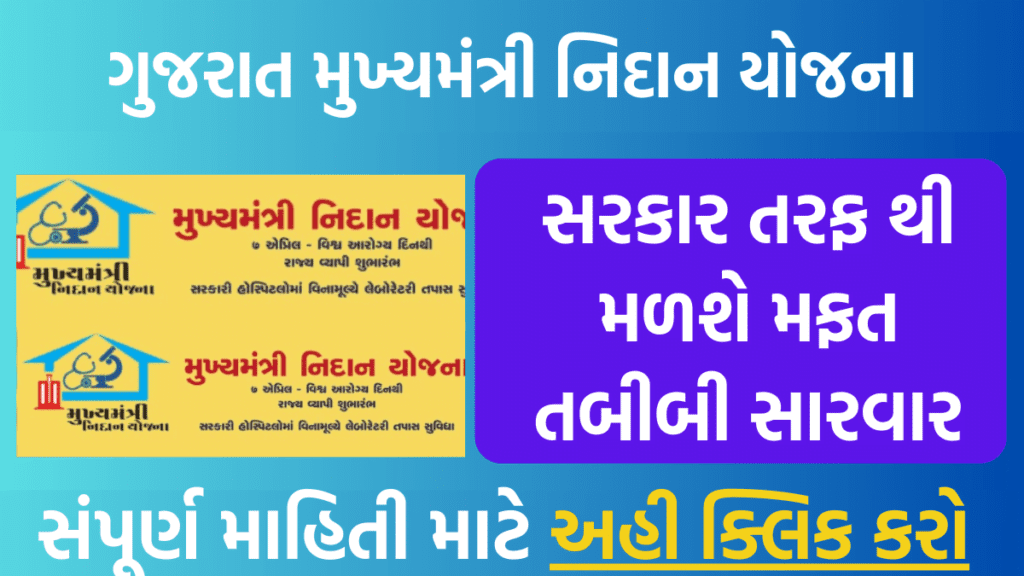 ગુજરાત મુખ્યમંત્રી નિદાન યોજના
મુખ્યમંત્રી
નિદાન યોજના
મુખ્યમંત્રી નિદાન
૭ એપ્રિલ - વિશ્વ આરોગ્ય દિનથી
રાજ્ય વ્યાપી શુભારંભ
સરકારી હોસ્પિટલોમાં વિનામૂલ્યે લેબોરેટરી તપાસ
મુખ્યમંત્રી
નિદાન યોજના
મુખ્યમંત્રી નિદાન યોજના
૭ એપ્રિલ - વિશ્વ આરોગ્ય દિનથી
રાજ્ય વ્યાપી શુભારંભ
સરકારી હોસ્પિટલોમાં વિનામૂલ્યે લેબોરેટરી તપાસ સુવિધા
સરકાર તરફ થી
મળશે મફત
તબીબી સારવાર
સંપૂર્ણ માહિતી માટે અહી ક્લિક કરો